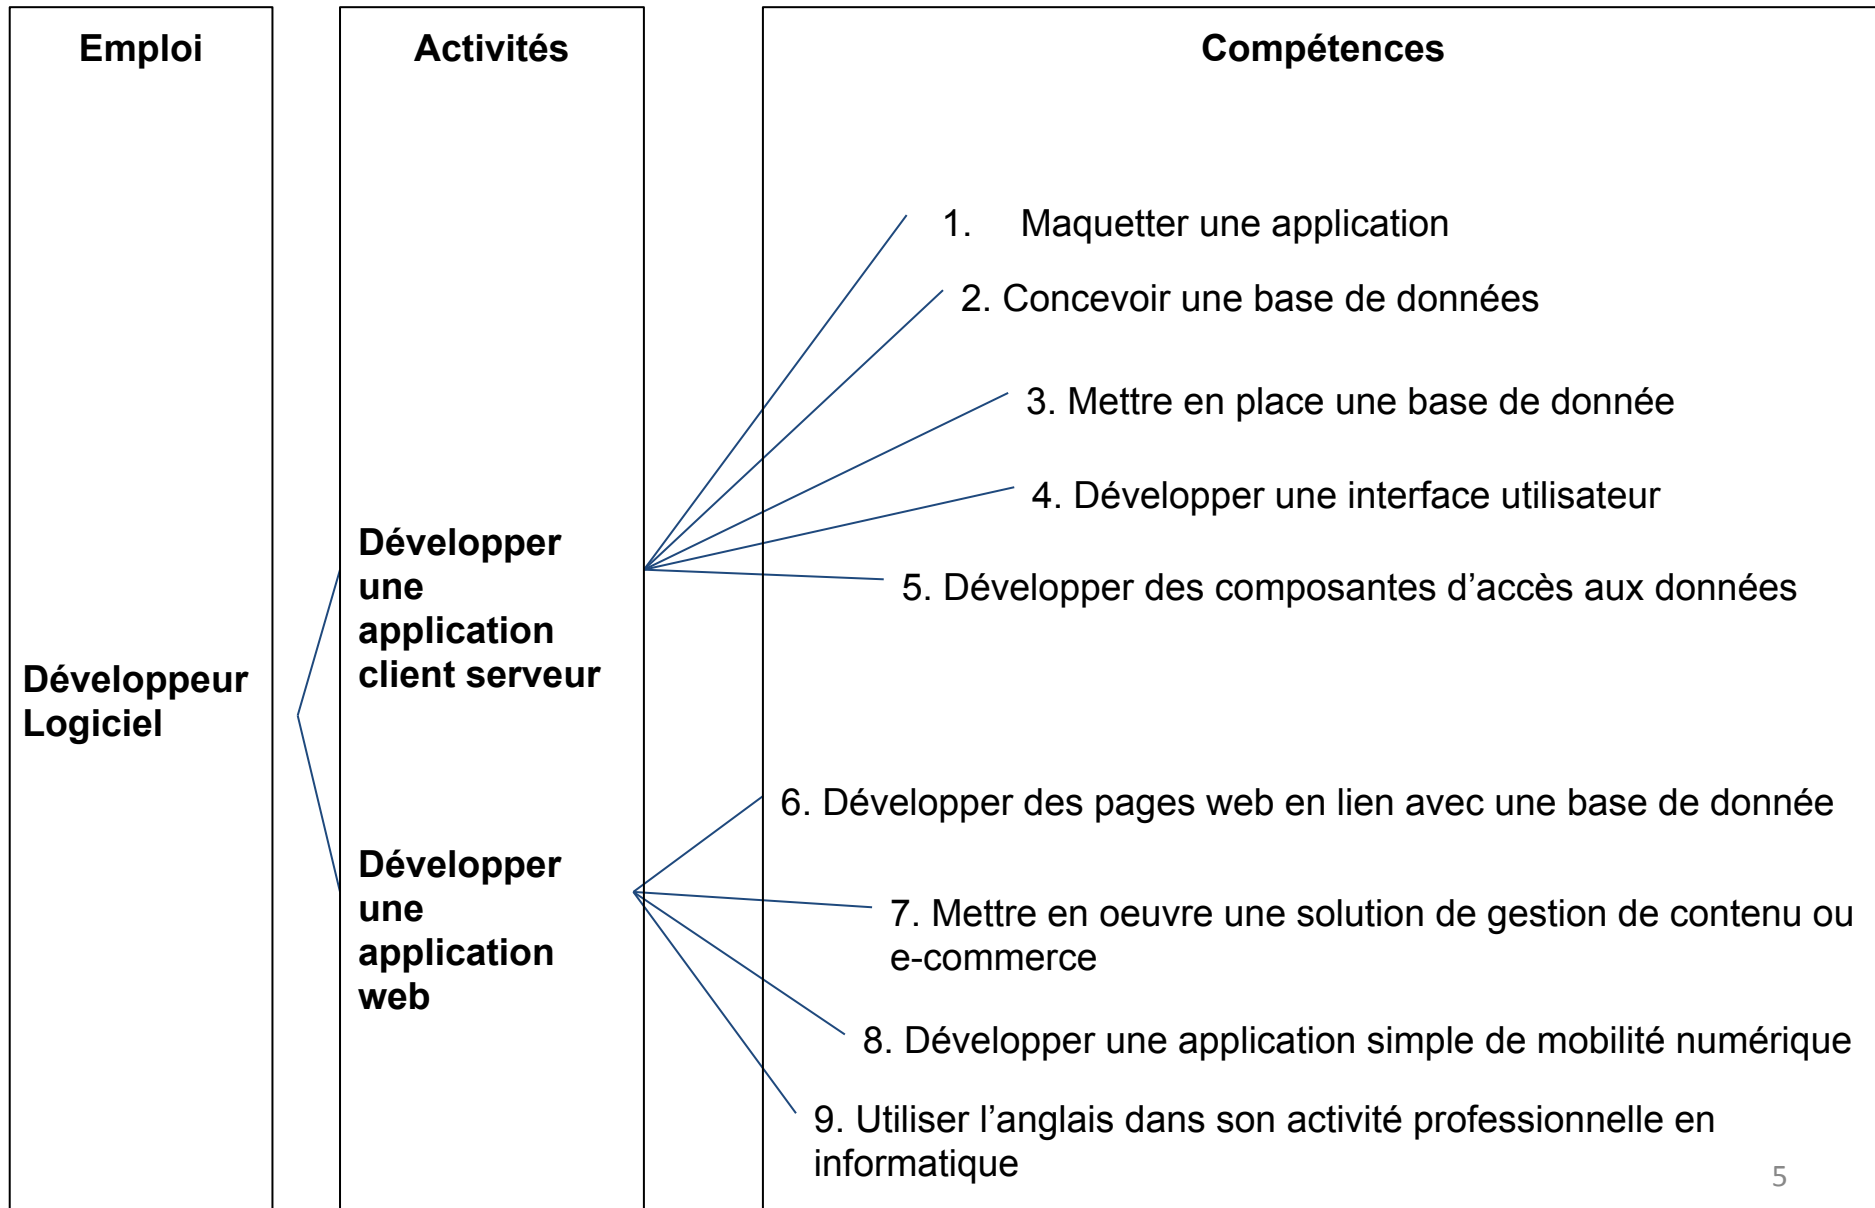 Emploi
Activités
Compétences
Développeur
Logiciel
Développer
une
application
client serveur
Développer
une
application
web
1. Maquetter une application
2. Concevoir une base de données
3. Mettre en place une base de donnée
4. Développer une interface utilisateur
5. Développer des composantes d’accès aux données
6. Développer des pages web en lien avec une base de donnée
7. Mettre en oeuvre une solution de gestion de contenu ou
e-commerce
8. Développer une application simple de mobilité numérique
9. Utiliser l’anglais dans son activité professionnelle en
informatique
5